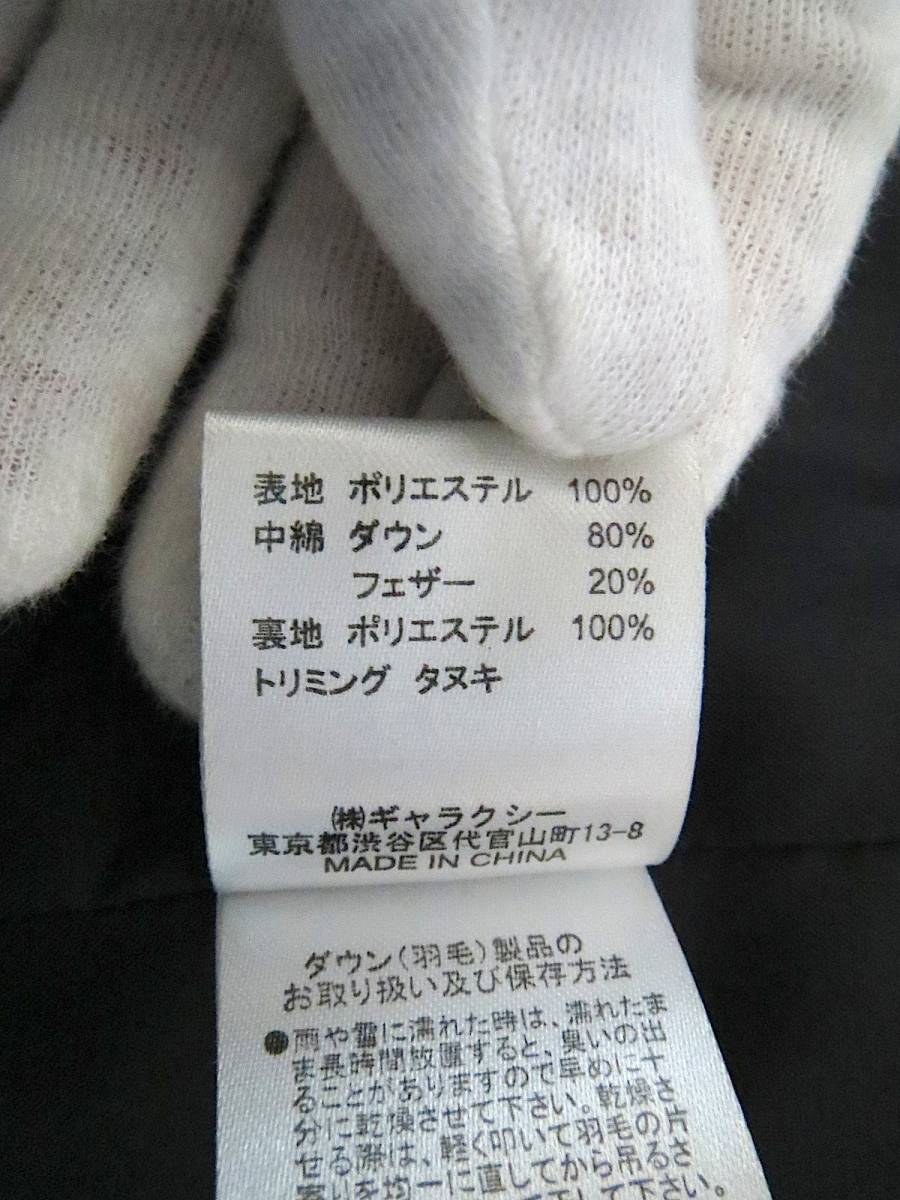 表地 ポリエステル 100%
中綿 ダウン 80%
フェザー 20%
裏地 ポリエステル 100%
トリミング タヌキ
㈱ギャラクシー
東京都渋谷区代官山町13-8
MADE IN CHINA
ダウン(羽毛)製品の
お取り扱い及び保存方法
●雨や雪に濡れた時は、濡れたま
ま長時間放置すると、臭いの出
ることがありますので早めに十
分に乾燥させて下さい。乾燥さ
せる際は、軽く叩いて羽毛の片
寄りを均一に直してから吊るさ
て下さい。